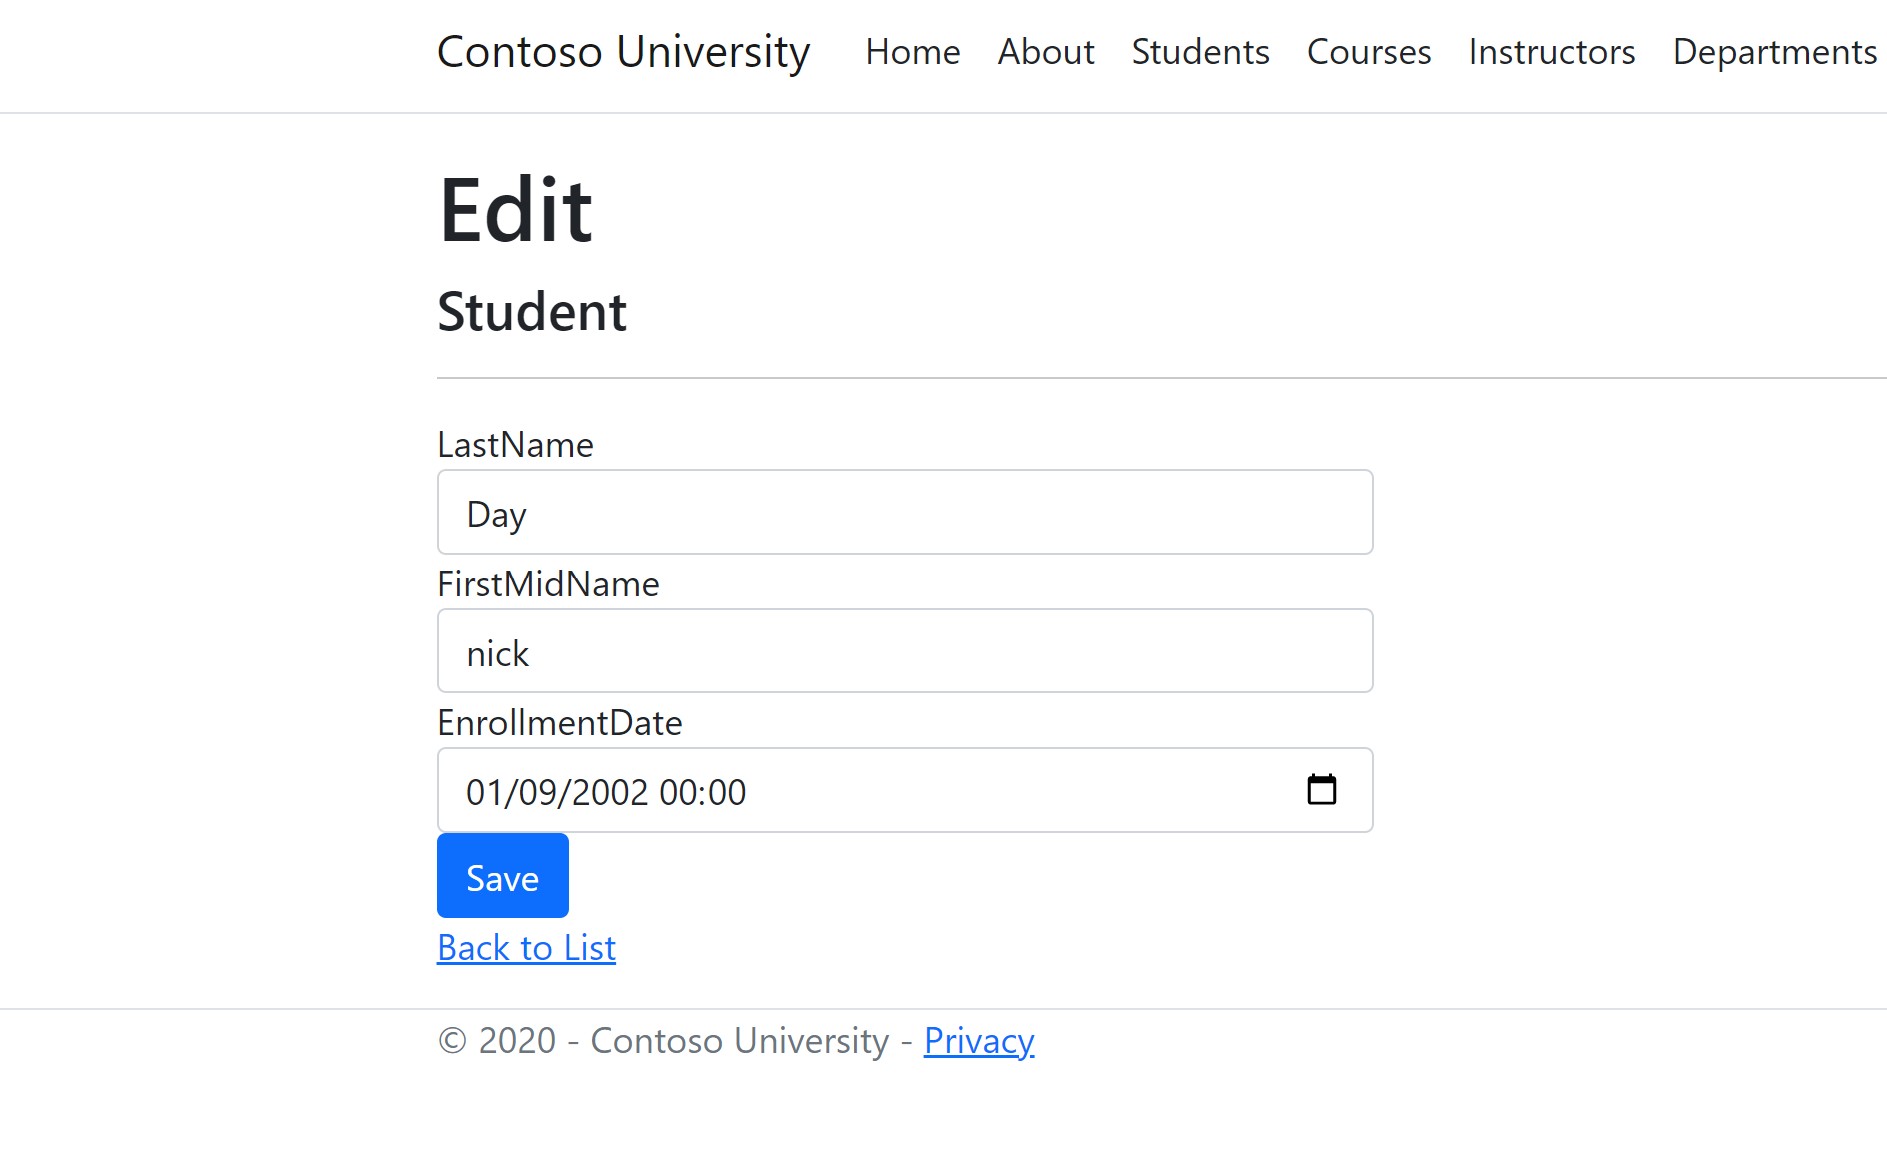 Contoso University Home About Students Courses Instructors Departments
Edit
Student
LastName
Day
FirstMidName
nick
EnrollmentDate
01/09/2002 00:00
Save
Back to List
© 2020 - Contoso University - Privacy